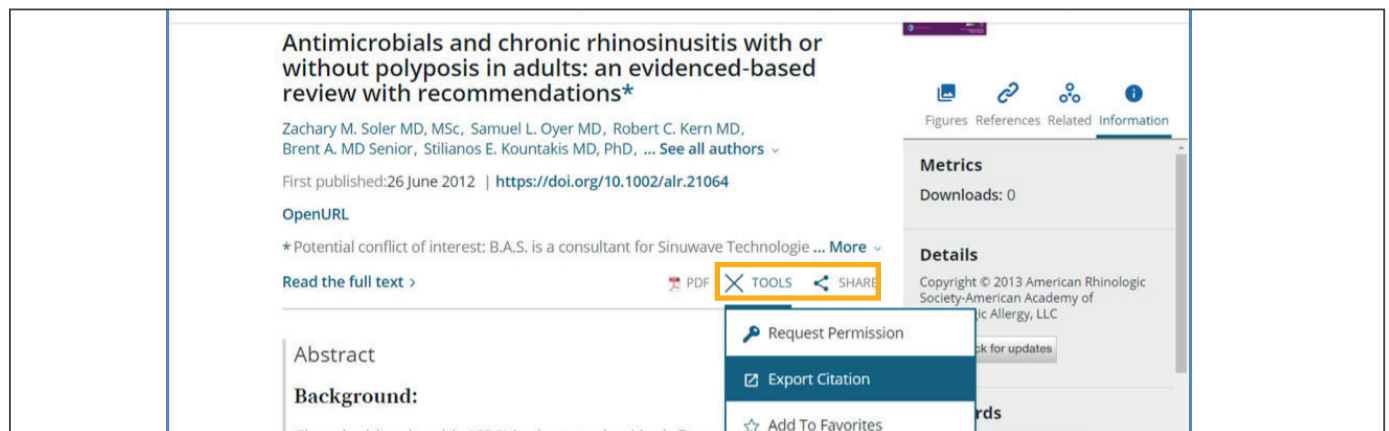 Antimicrobials and chronic rhinosinusitis with or
without polyposis in adults: an evidenced-based
review with recommendations*
Zachary M. Soler MD, MSc, Samuel L. Oyer MD, Robert C. Kern MD,
Brent A. MD Senior, Stilianos E. Kountakis MD, PhD, ... See all authors
First published:26 June 2012 | https://doi.org/10.1002/alr.21064
OpenURL
* Potential conflict of interest: B.A.S. is a consultant for Sinuwave Technologie ... More
Read the full text >
PDF TOOLS SHARE
Request Permission
Export Citation
Add To Favorites
Abstract
Background:
Figures References Related Information
Metrics
Downloads: 0
Details
Copyright © 2013 American Rhinologic
Society-American Academy of
ic Allergy, LLC
ck for updates
rds